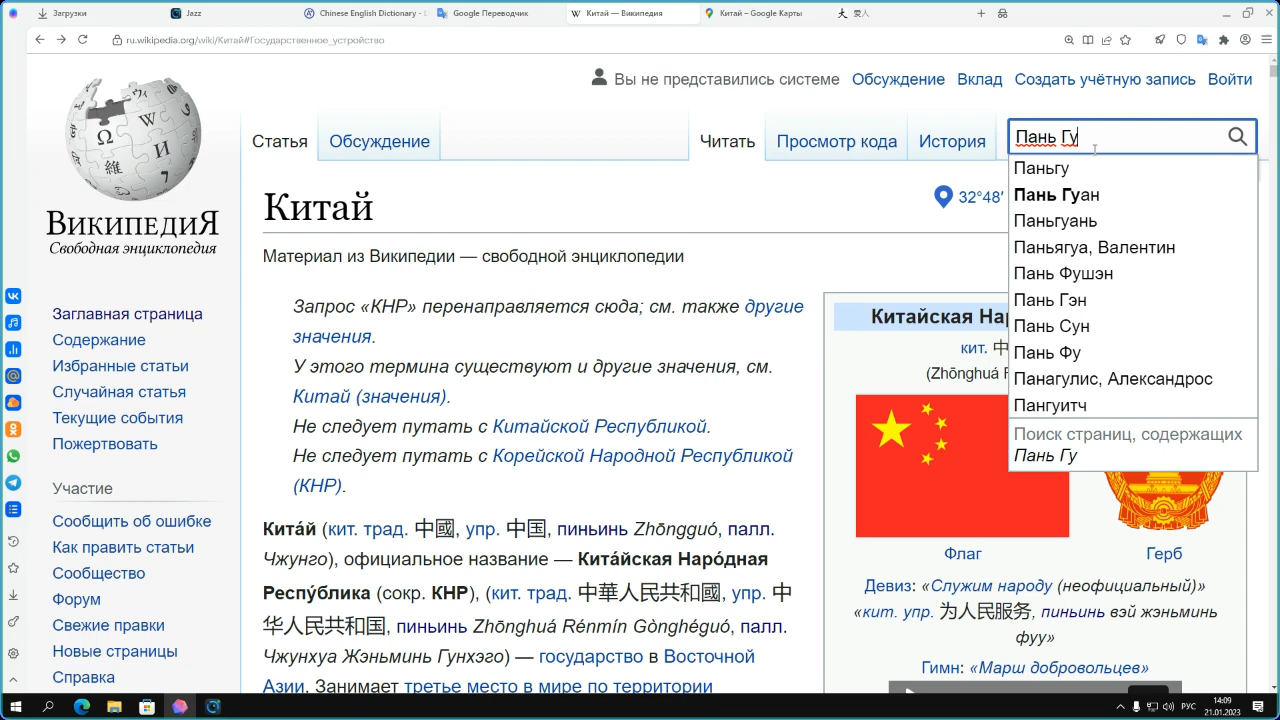 Загрузки
Jazz
Chinese English Dictionary - L
Google Переводчик
Китай — Википедия
Китай – Google Карты
愛人
ru.wikipedia.org/wiki/Китай#Государственное_устройство
Вы не представились системе Обсуждение Вклад Создать учётную запись Войти
Статья Обсуждение Читать Просмотр кода История Пань Гу
ВИКИПЕДИЯ
Свободная энциклопедия
Заглавная страница
Содержание
Избранные статьи
Случайная статья
Текущие события
Пожертвовать
Участие
Сообщить об ошибке
Как править статьи
Сообщество
Форум
Свежие правки
Новые страницы
Справка
Китай
32°48′
Материал из Википедии — свободной энциклопедии
Запрос «КНР» перенаправляется сюда; см. также другие
значения.
У этого термина существуют и другие значения, см.
Китай (значения).
Не следует путать с Китайской Республикой.
Не следует путать с Корейской Народной Республикой
(КНР).
Кита́й (кит. трад. 中國, упр. 中国, пиньинь Zhōngguó, палл.
Чжунго), официальное название — Кита́йская Наро́дная
Респу́блика (сокр. КНР), (кит. трад. 中華人民共和國, упр. 中
华人民共和国, пиньинь Zhōnghuá Rénmín Gònghéguó, палл.
Чжунхуа Жэньминь Гунхэго) — государство в Восточной
Азии. Занимает третье место в мире по территории
Паньгу
Пань Гуан
Паньгуань
Паньягуа, Валентин
Пань Фушэн
Пань Гэн
Пань Сун
Пань Фу
Панагулис, Александрос
Пангуитч
Поиск страниц, содержащих
Пань Гу
Китайская На
кит. 中
(Zhōnghuá
Флаг Герб
Девиз: «Служим народу (неофициальный)»
«кит. упр. 为人民服务, пиньинь вэй жэньминь
фуу»
Гимн: «Марш добровольцев»
РУС
14:09
21.01.2023